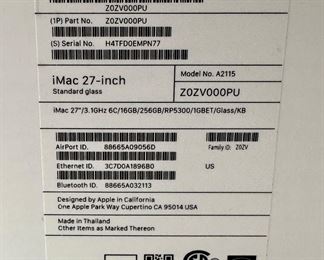 Z0ZV000PU
(1P) Part No. Z0ZV000PU
(S) Serial No. H4TFD0EMPN77
iMac 27-inch
Standard glass
Model No. A2115
Z0ZV000PU
iMac 27"/3.1GHz 6C/16GB/256GB/RP5300/1GBET/Glass/KB
AirPort ID. 88665A09056D
Family ID: Z0ZV
Ethernet ID. 3C7D0A1896B0
US
Bluetooth ID. 88665A032113
Designed by Apple in California
One Apple Park Way Cupertino CA 95014 USA
Made in Thailand
Other Items as Marked Thereon